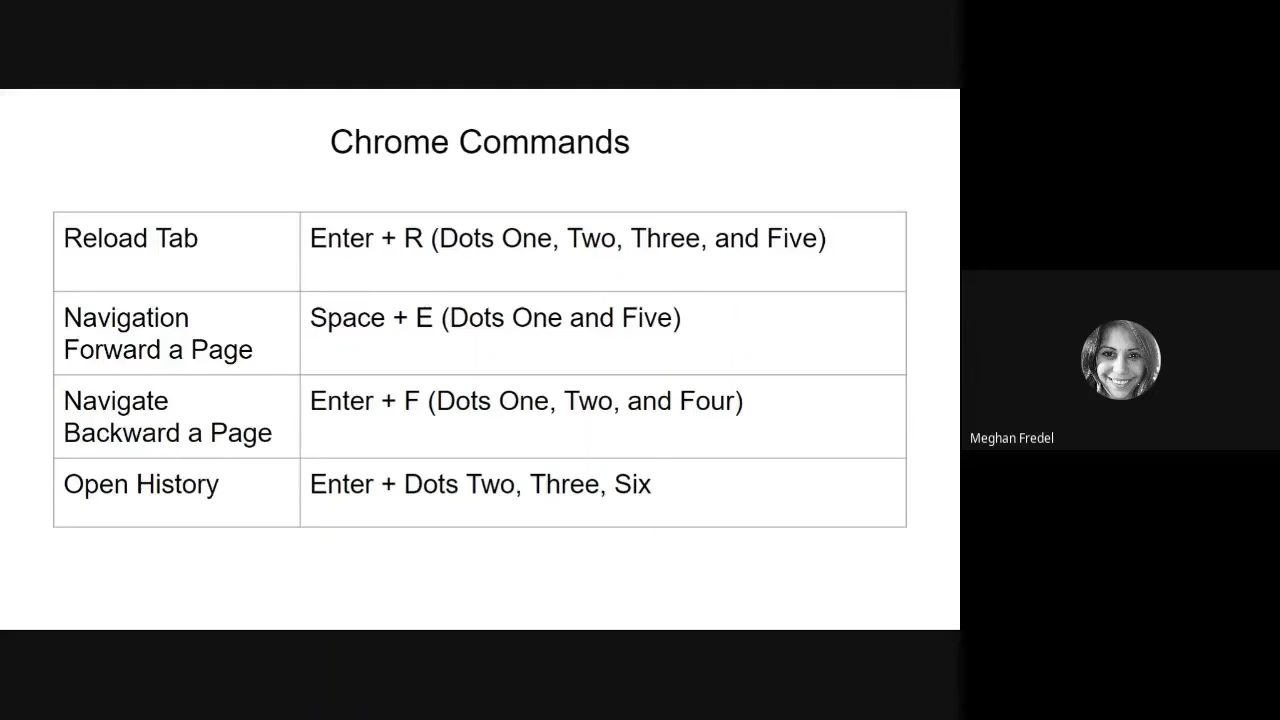 Chrome Commands
Reload Tab
Enter + R (Dots One, Two, Three, and Five)
Navigation
Forward a Page
Space + E (Dots One and Five)
Navigate
Backward a Page
Enter + F (Dots One, Two, and Four)
Open History
Enter + Dots Two, Three, Six
Meghan Fredel